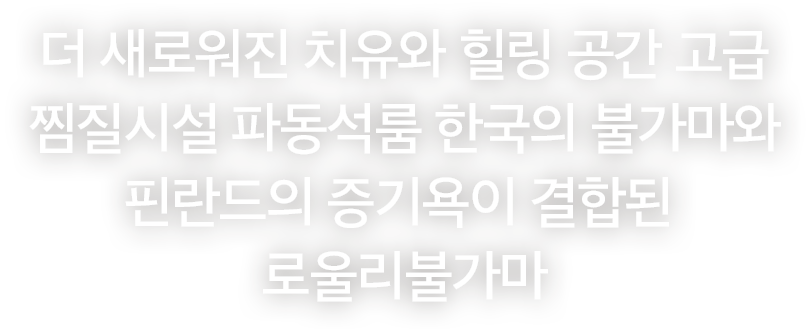 더 새로워진 치유와 힐링 공간 고급
찜질시설 파동석룸 한국의 불가마와
핀란드의 증기욕이 결합된
로울리불가마